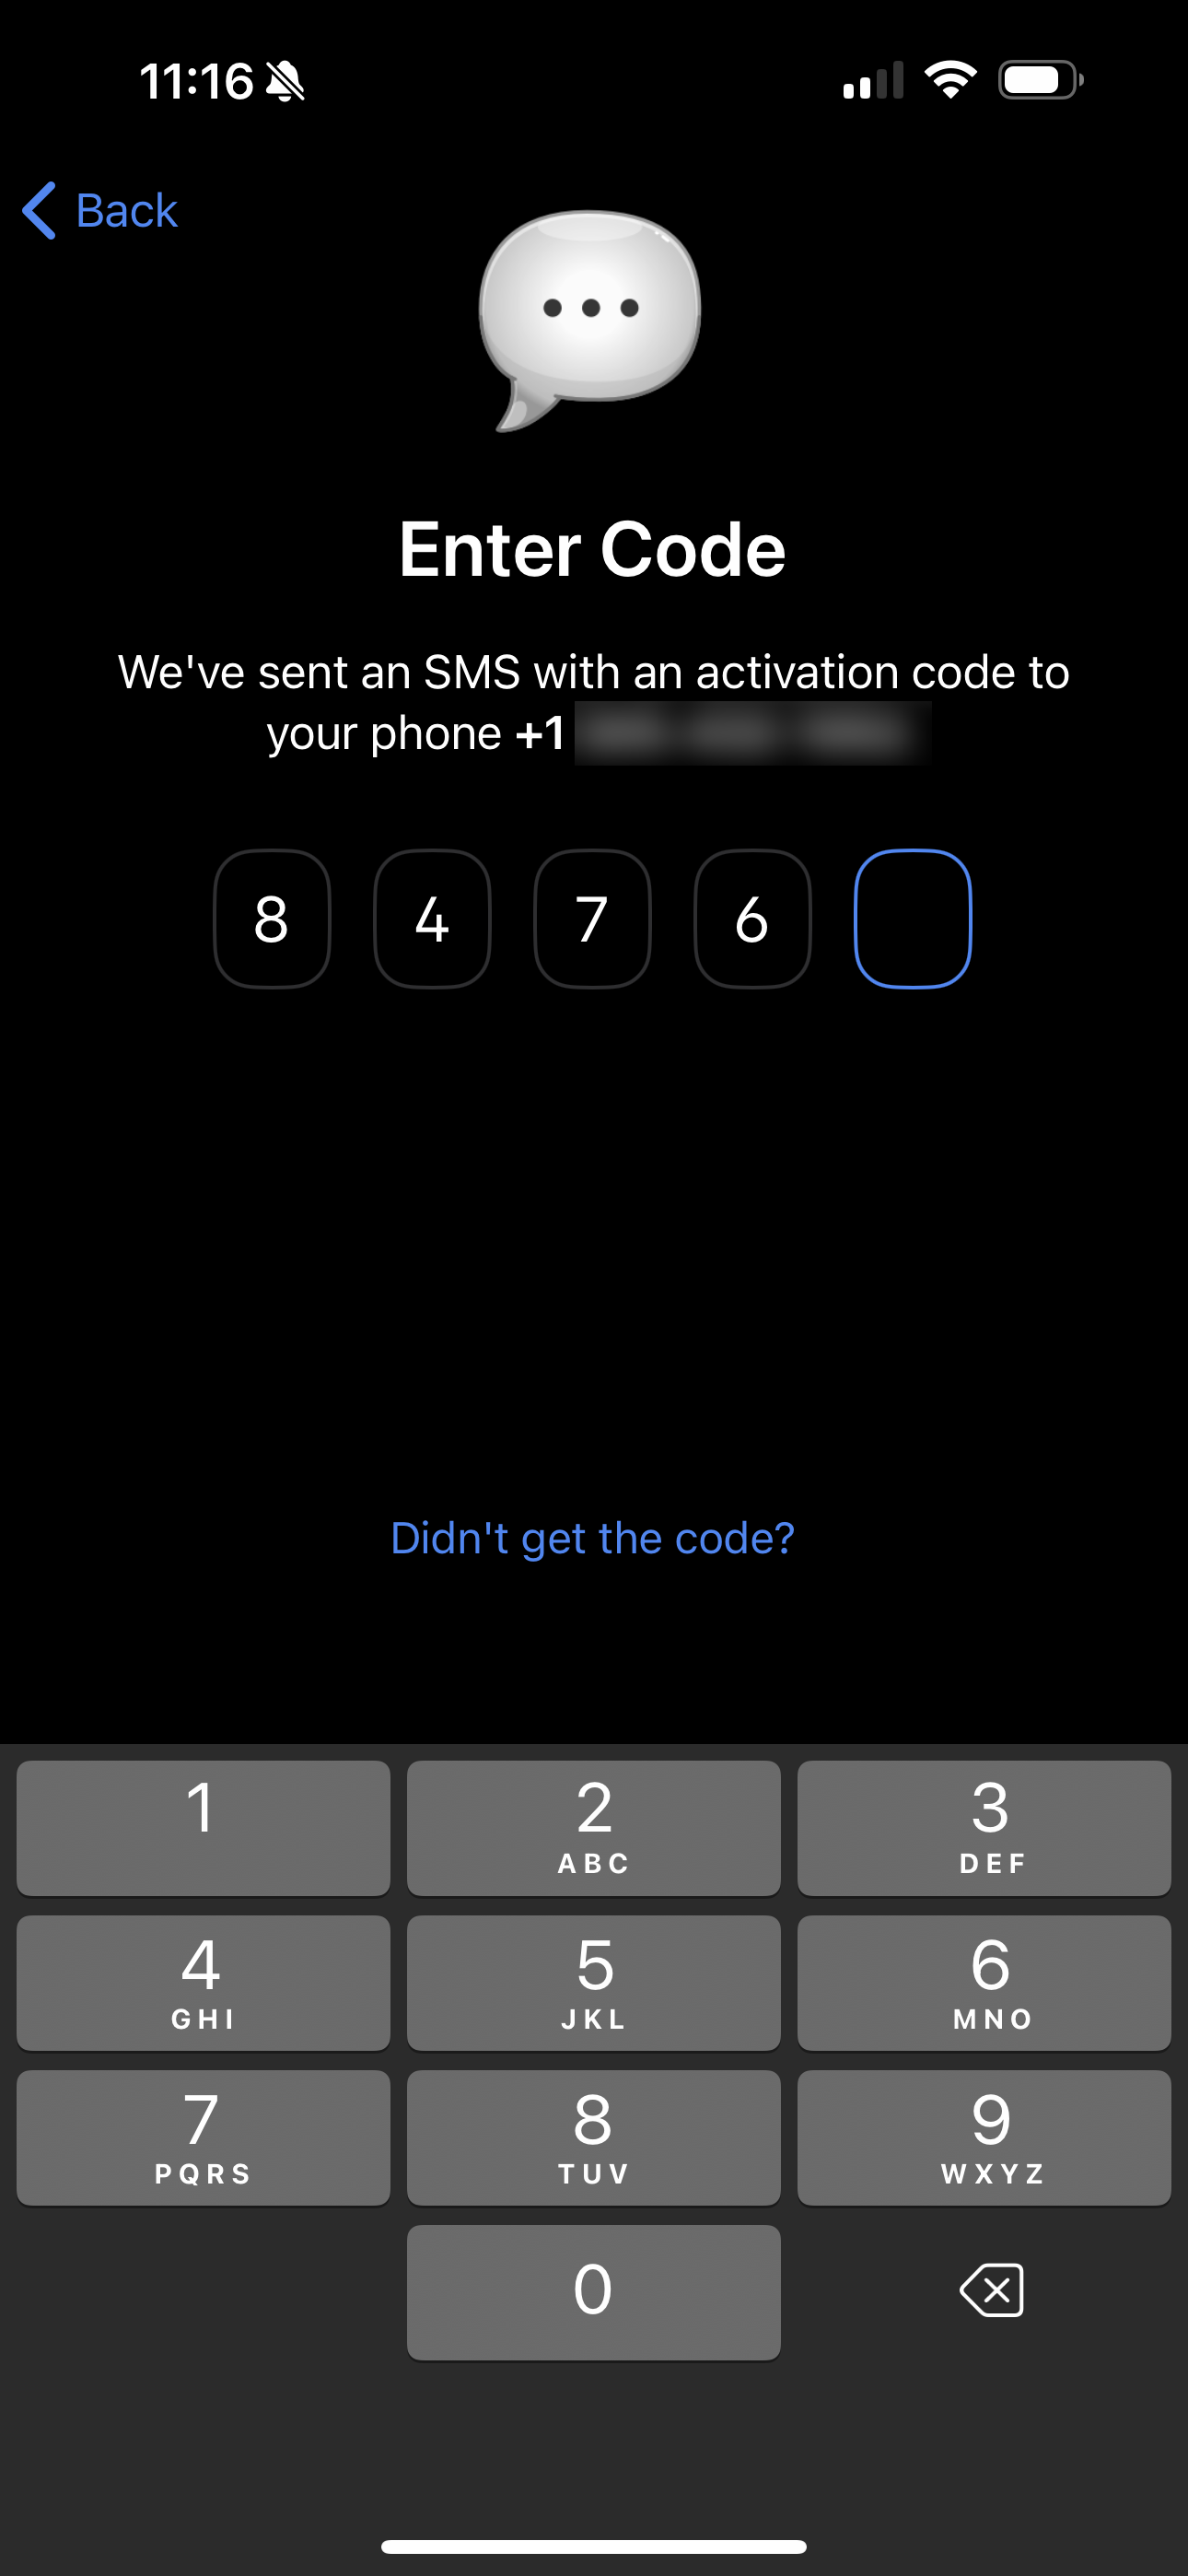 11:16
Back
Enter Code
We've sent an SMS with an activation code to
your phone +1
8 4 7 6
Didn't get the code?
1 2 3
ABC DEF
4 5 6
GHI JKL MNO
7 8 9
PQRS TUV WXYZ
0